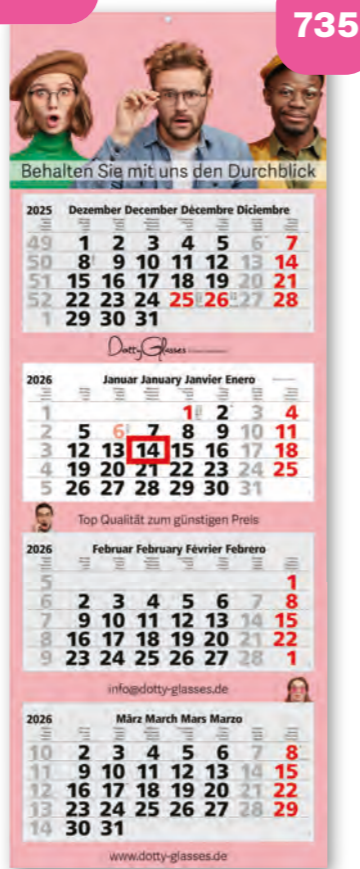 735
Behalten Sie mit uns den Durchblick
2025 Dezember December Décembre Diciembre
49 1 2 3 4 5 6 7
50 8 9 10 11 12 13 14
51 15 16 17 18 19 20 21
52 22 23 24 25 26 27 28
1 29 30 31
DottyGlasses
2026 Januar January Janvier Enero
1 1 2 3 4
2 5 6 7 8 9 10 11
3 12 13 14 15 16 17 18
4 19 20 21 22 23 24 25
5 26 27 28 29 30 31
Top Qualität zum günstigen Preis
2026 Februar February Février Febrero
5 1
6 2 3 4 5 6 7 8
7 9 10 11 12 13 14 15
8 16 17 18 19 20 21 22
9 23 24 25 26 27 28 1
info@dotty-glasses.de
2026 März March Mars Marzo
10 2 3 4 5 6 7 8
11 9 10 11 12 13 14 15
12 16 17 18 19 20 21 22
13 23 24 25 26 27 28 29
14 30 31
www.dotty-glasses.de